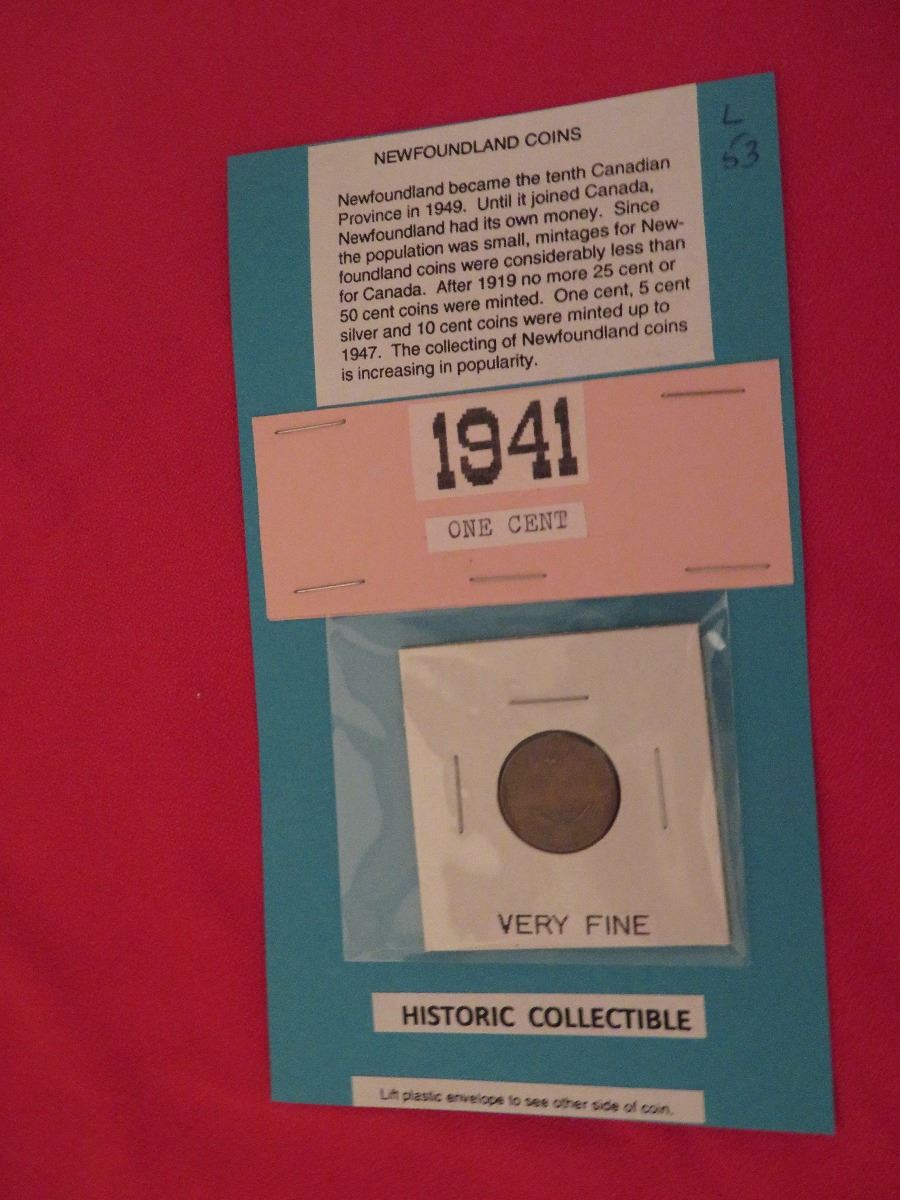 L
53
NEWFOUNDLAND COINS
Newfoundland became the tenth Canadian
Province in 1949. Until it joined Canada,
Newfoundland had its own money. Since
the population was small, mintages for New-
foundland coins were considerably less than
for Canada. After 1919 no more 25 cent or
50 cent coins were minted. One cent, 5 cent
silver and 10 cent coins were minted up to
1947. The collecting of Newfoundland coins
is increasing in popularity.
1941
ONE CENT
VERY FINE
HISTORIC COLLECTIBLE
Lift plastic envelope to see other side of coin.